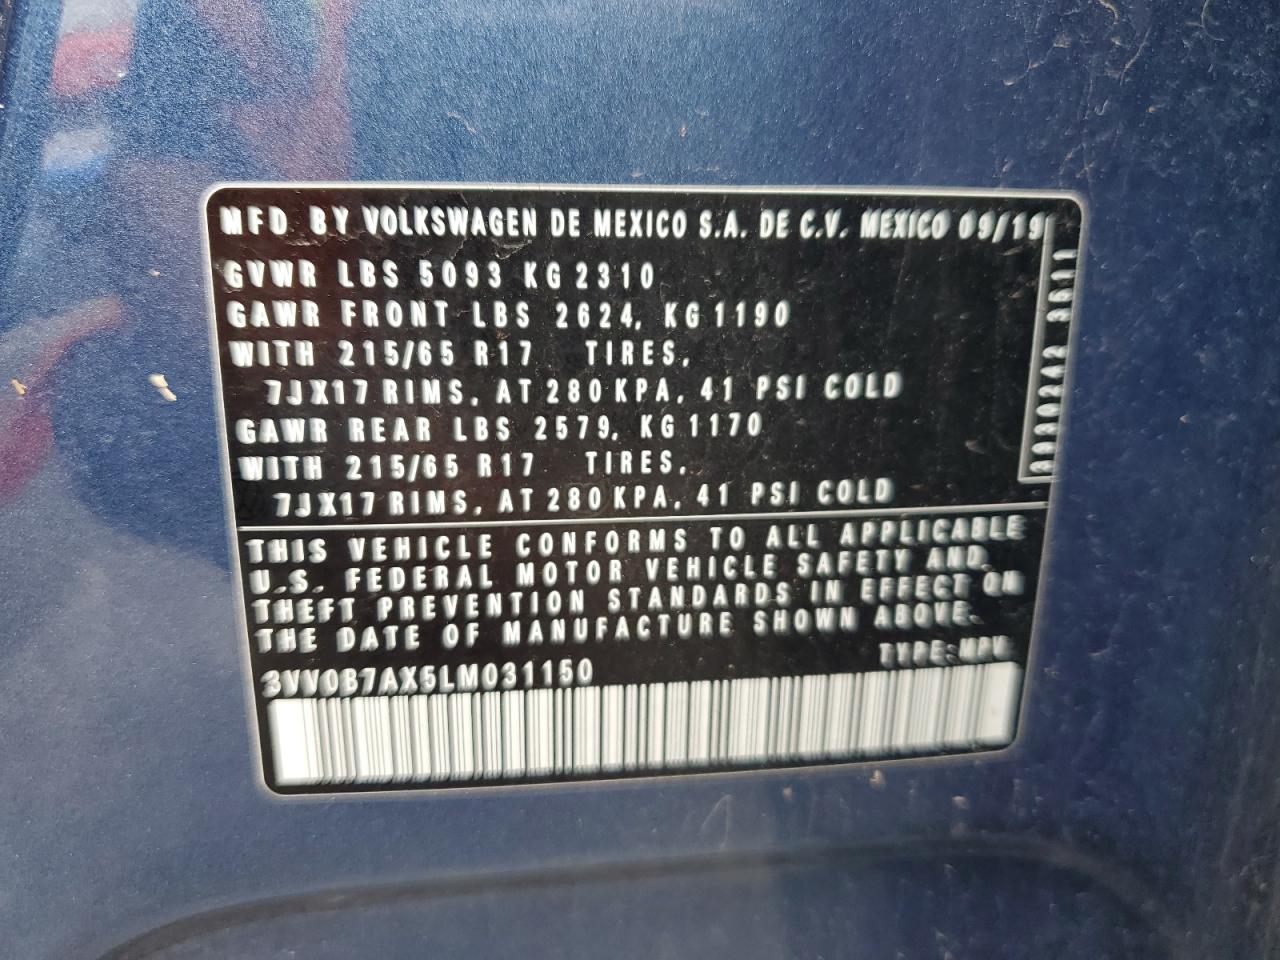 MFD BY VOLKSWAGEN DE MEXICO S.A. DE C.V. MEXICO 09/19
GVWR LBS 5093 KG 2310
GAWR FRONT LBS 2624, KG 1190
WITH 215/65 R17 TIRES,
7JX17 RIMS, AT 280 KPA, 41 PSI COLD
GAWR REAR LBS 2579, KG 1170
WITH 215/65 R17 TIRES,
7JX17 RIMS, AT 280 KPA, 41 PSI COLD
THIS VEHICLE CONFORMS TO ALL APPLICABLE
U.S. FEDERAL MOTOR VEHICLE SAFETY AND
THEFT PREVENTION STANDARDS IN EFFECT ON
THE DATE OF MANUFACTURE SHOWN ABOVE.
TYPE: MPV
3VV0B7AX5LM031150